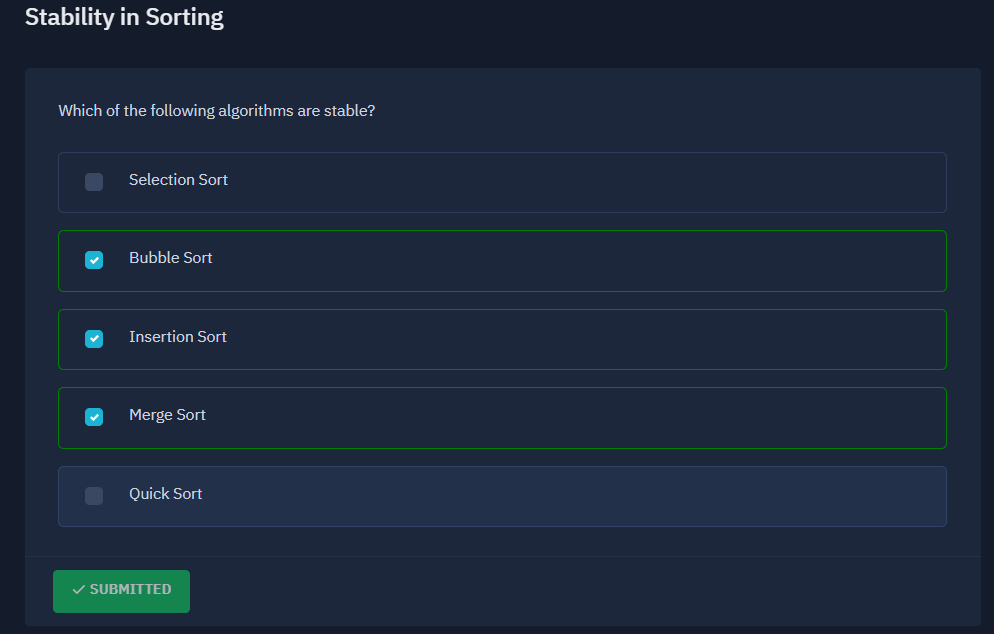 Stability in Sorting
Which of the following algorithms are stable?
Selection Sort
Bubble Sort
Insertion Sort
Merge Sort
Quick Sort
SUBMITTED